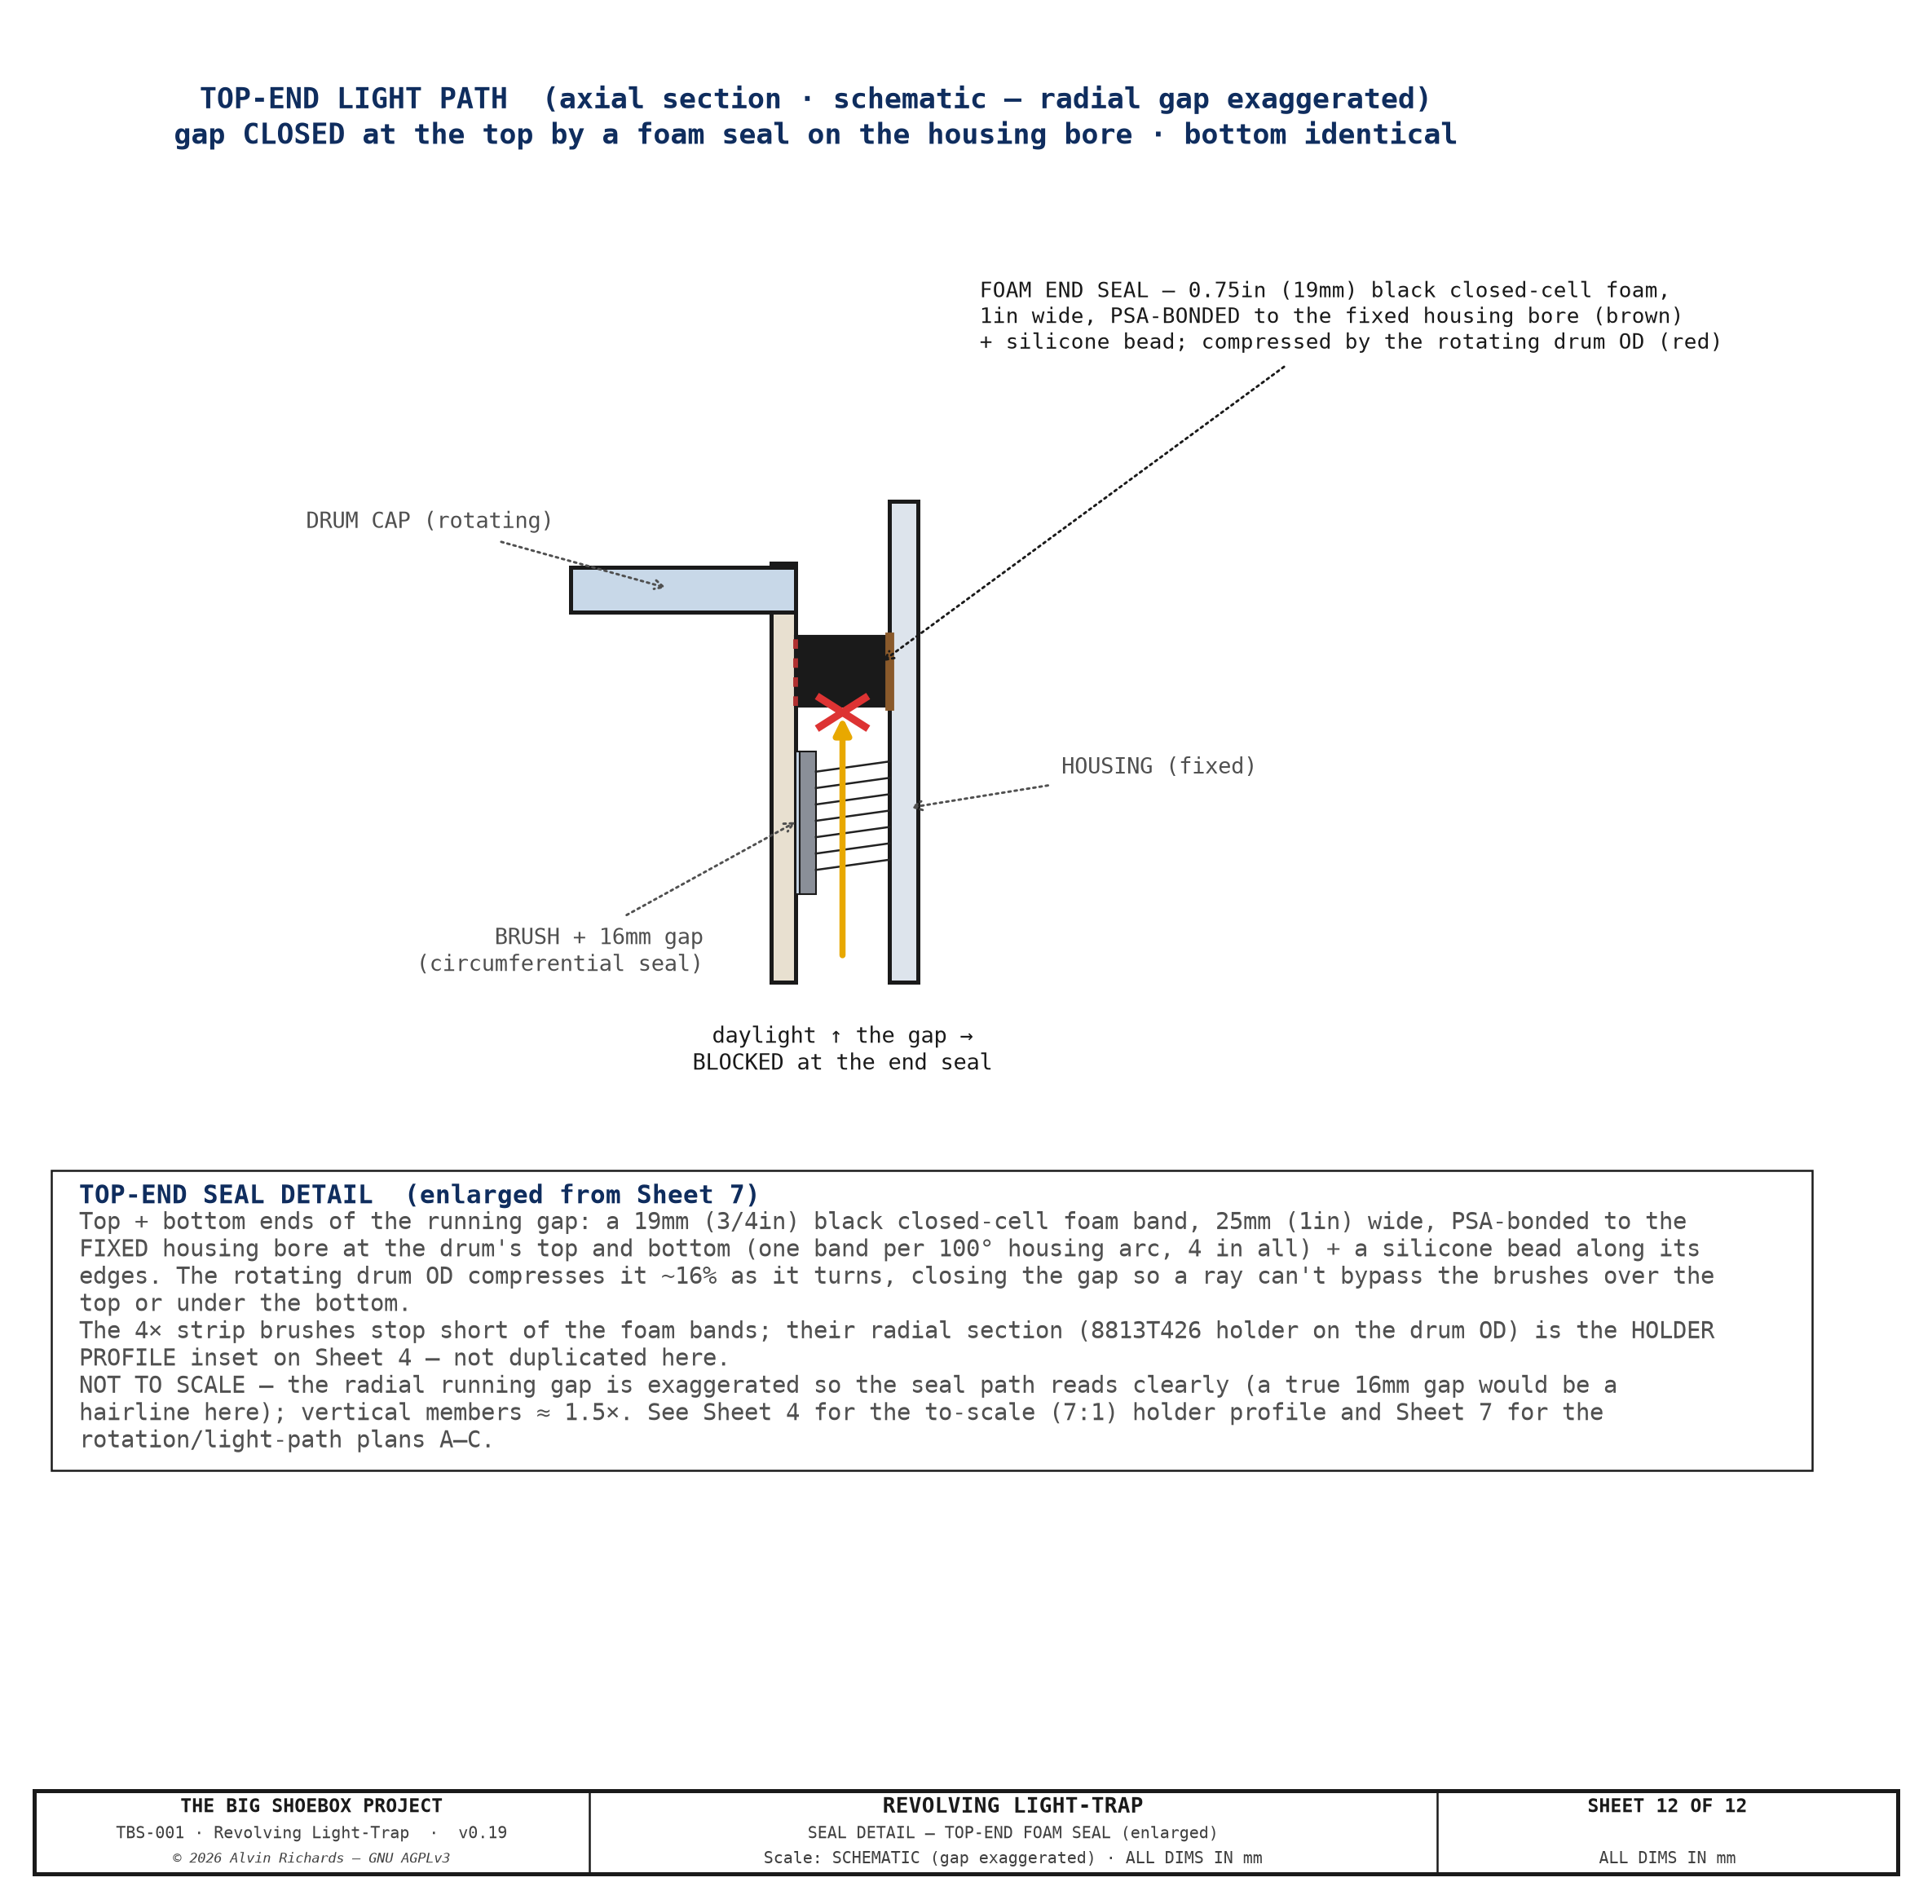 TOP-END LIGHT PATH  (axial section · schematic — radial gap exaggerated)
gap CLOSED at the top by a foam seal on the housing bore · bottom identical
FOAM END SEAL — 0.75in (19mm) black closed-cell foam,
1in wide, PSA-BONDED to the fixed housing bore (brown)
+ silicone bead; compressed by the rotating drum OD (red)
DRUM CAP (rotating)
HOUSING (fixed)
BRUSH + 16mm gap
(circumferential seal)
daylight ↑ the gap →
BLOCKED at the end seal
TOP-END SEAL DETAIL  (enlarged from Sheet 7)
Top + bottom ends of the running gap: a 19mm (3/4in) black closed-cell foam band, 25mm (1in) wide, PSA-bonded to the
FIXED housing bore at the drum's top and bottom (one band per 100° housing arc, 4 in all) + a silicone bead along its
edges. The rotating drum OD compresses it ~16% as it turns, closing the gap so a ray can't bypass the brushes over the
top or under the bottom.
The 4× strip brushes stop short of the foam bands; their radial section (8813T426 holder on the drum OD) is the HOLDER
PROFILE inset on Sheet 4 — not duplicated here.
NOT TO SCALE — the radial running gap is exaggerated so the seal path reads clearly (a true 16mm gap would be a
hairline here); vertical members ≈ 1.5×. See Sheet 4 for the to-scale (7:1) holder profile and Sheet 7 for the
rotation/light-path plans A–C.
THE BIG SHOEBOX PROJECT
TBS-001 · Revolving Light-Trap  ·  v0.19
© 2026 Alvin Richards — GNU AGPLv3
REVOLVING LIGHT-TRAP
SEAL DETAIL — TOP-END FOAM SEAL (enlarged)
Scale: SCHEMATIC (gap exaggerated) · ALL DIMS IN mm
SHEET 12 OF 12
ALL DIMS IN mm